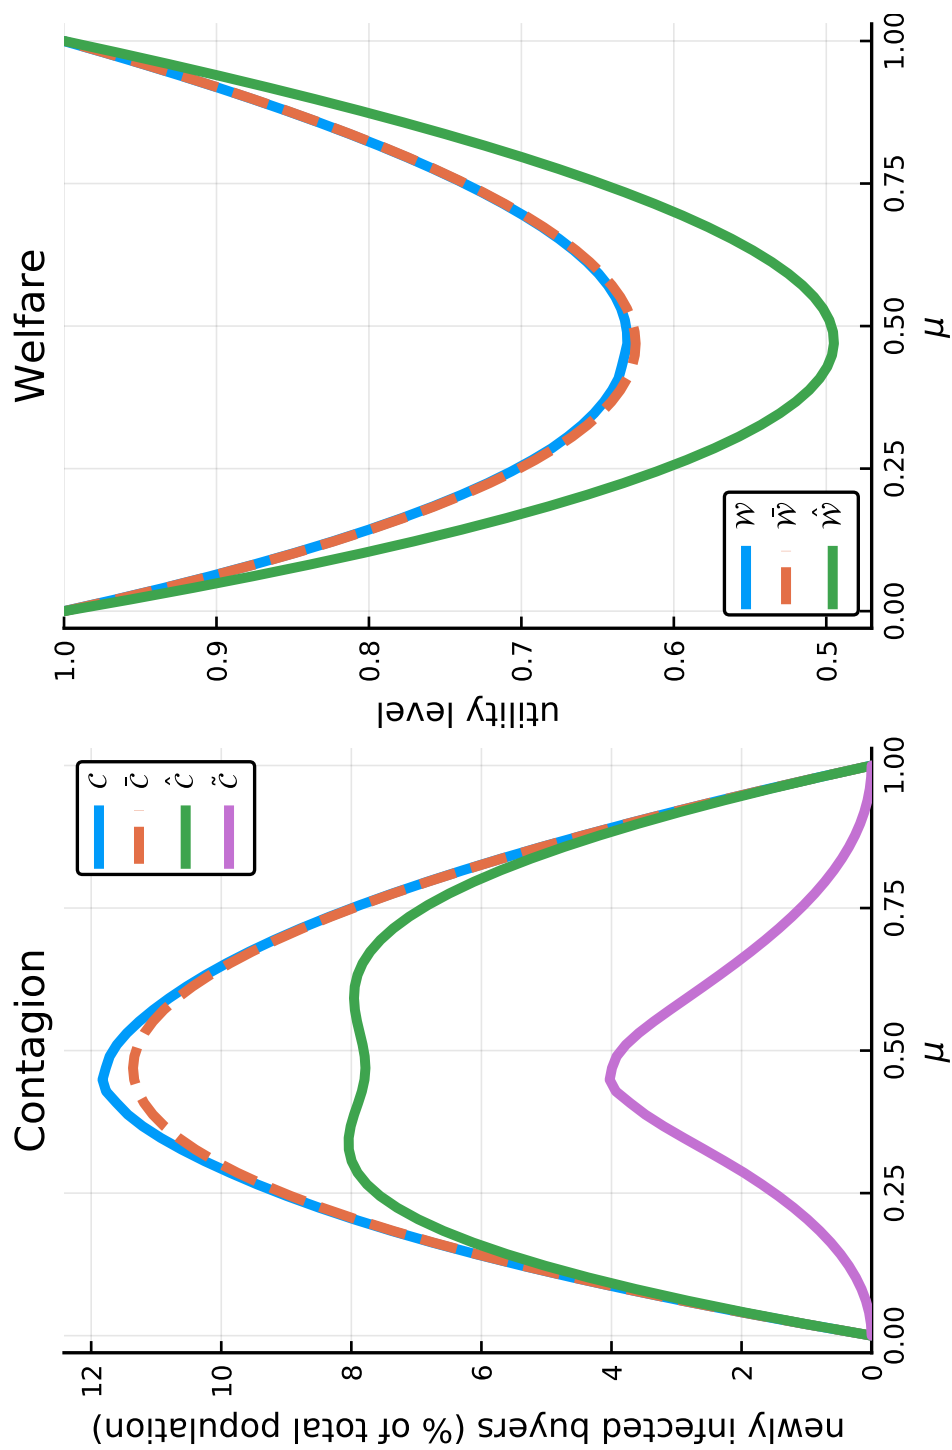 Contagion
newly infected buyers (% of total population)
12
10
8
6
4
2
0
0.00 0.25 0.50 0.75 1.00
μ
𝒞
𝒞̄
𝒞̂
𝒞̃
Welfare
utility level
1.0
0.9
0.8
0.7
0.6
0.5
0.00 0.25 0.50 0.75 1.00
μ
𝒲
𝒲̄
𝒲̂